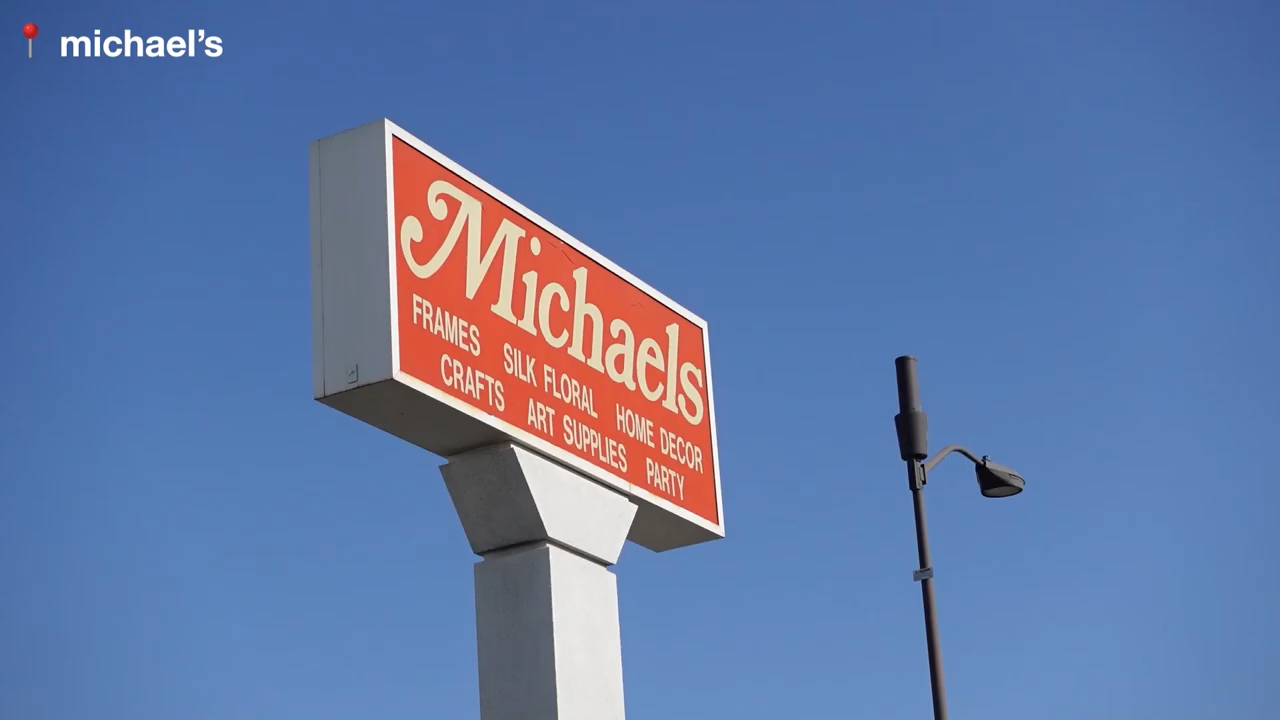 michael’s
Michaels
FRAMES SILK FLORAL HOME DECOR
CRAFTS ART SUPPLIES PARTY